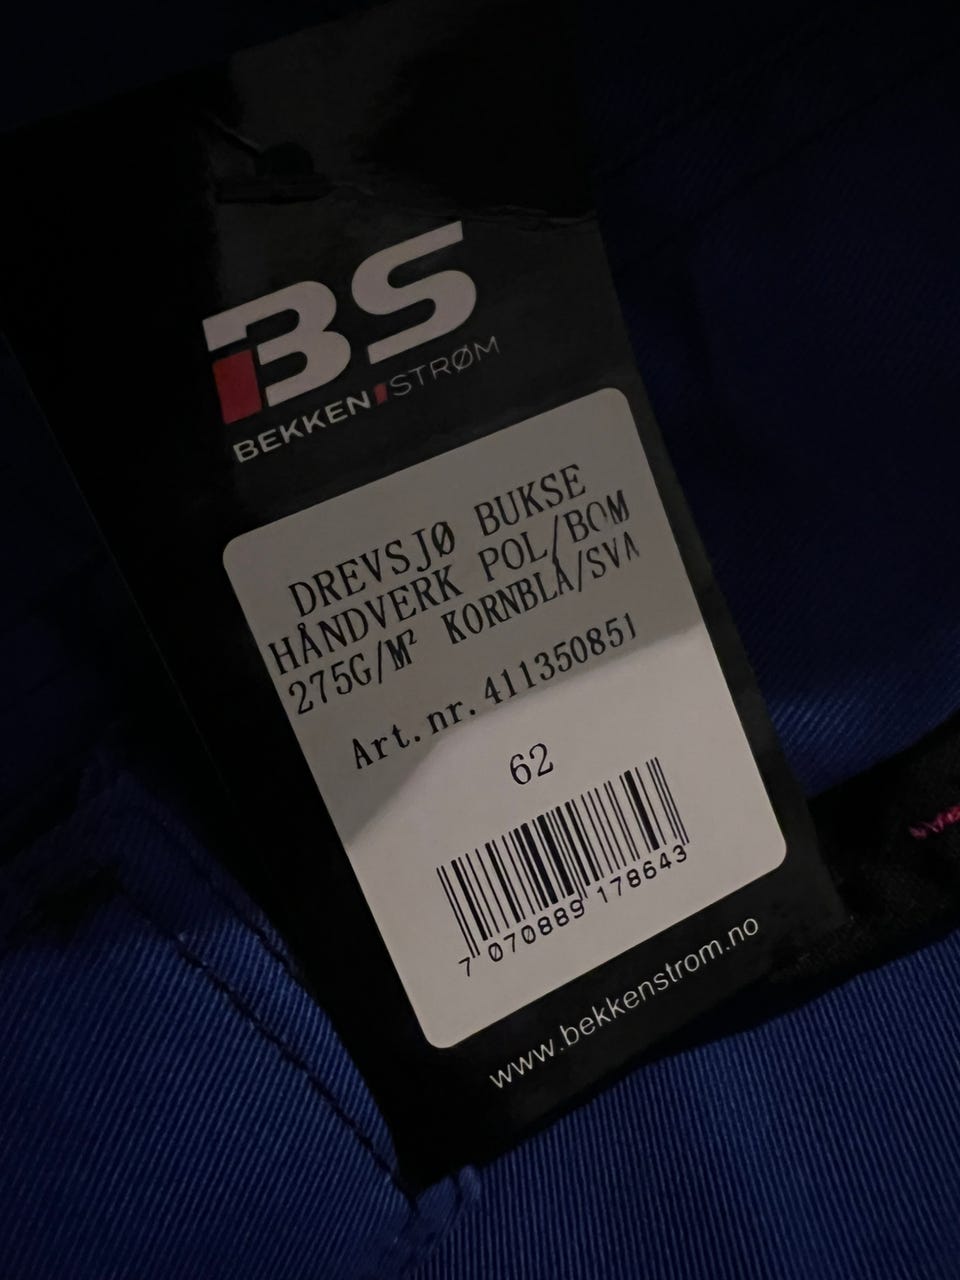 BS
BEKKEN STRØM
DREVSJØ BUKSE
HÅNDVERK POL/BOM
275G/M² KORNBLÅ/SVA
Art.nr.411350851
62
7 070889 178643
www.bekkenstrom.no